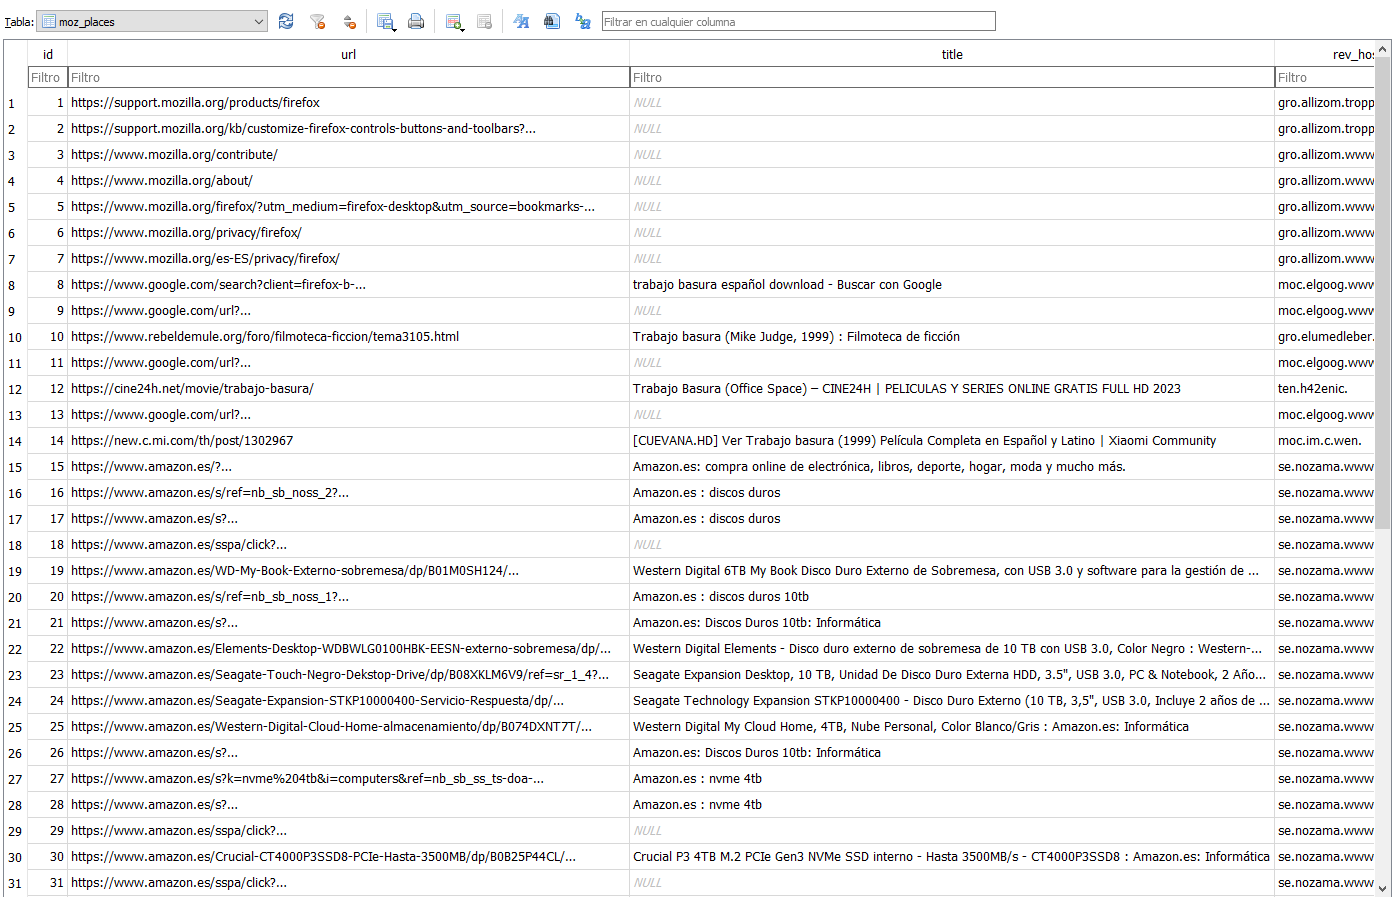 Tabla: moz_places Filtrar en cualquier columna
id url title rev_hos
Filtro Filtro Filtro Filtro
1 1 https://support.mozilla.org/products/firefox NULL gro.allizom.tropp
2 2 https://support.mozilla.org/kb/customize-firefox-controls-buttons-and-toolbars?... NULL gro.allizom.tropp
3 3 https://www.mozilla.org/contribute/ NULL gro.allizom.www
4 4 https://www.mozilla.org/about/ NULL gro.allizom.www
5 5 https://www.mozilla.org/firefox/?utm_medium=firefox-desktop&utm_source=bookmarks-... NULL gro.allizom.www
6 6 https://www.mozilla.org/privacy/firefox/ NULL gro.allizom.www
7 7 https://www.mozilla.org/es-ES/privacy/firefox/ NULL gro.allizom.www
8 8 https://www.google.com/search?client=firefox-b-... trabajo basura español download - Buscar con Google moc.elgoog.www
9 9 https://www.google.com/url?... NULL moc.elgoog.www
10 10 https://www.rebeldemule.org/foro/filmoteca-ficcion/tema3105.html Trabajo basura (Mike Judge, 1999) : Filmoteca de ficción gro.elumedleber.
11 11 https://www.google.com/url?... NULL moc.elgoog.www
12 12 https://cine24h.net/movie/trabajo-basura/ Trabajo Basura (Office Space) – CINE24H | PELICULAS Y SERIES ONLINE GRATIS FULL HD 2023 ten.h42enic.
13 13 https://www.google.com/url?... NULL moc.elgoog.www
14 14 https://new.c.mi.com/th/post/1302967 [CUEVANA.HD] Ver Trabajo basura (1999) Película Completa en Español y Latino | Xiaomi Community moc.im.c.wen.
15 15 https://www.amazon.es/?... Amazon.es: compra online de electrónica, libros, deporte, hogar, moda y mucho más. se.nozama.www
16 16 https://www.amazon.es/s/ref=nb_sb_noss_2?... Amazon.es : discos duros se.nozama.www
17 17 https://www.amazon.es/s?... Amazon.es : discos duros se.nozama.www
18 18 https://www.amazon.es/sspa/click?... NULL se.nozama.www
19 19 https://www.amazon.es/WD-My-Book-Externo-sobremesa/dp/B01M0SH124/... Western Digital 6TB My Book Disco Duro Externo de Sobremesa, con USB 3.0 y software para la gestión de ... se.nozama.www
20 20 https://www.amazon.es/s/ref=nb_sb_noss_1?... Amazon.es : discos duros 10tb se.nozama.www
21 21 https://www.amazon.es/s?... Amazon.es: Discos Duros 10tb: Informática se.nozama.www
22 22 https://www.amazon.es/Elements-Desktop-WDBWLG0100HBK-EESN-externo-sobremesa/dp/... Western Digital Elements - Disco duro externo de sobremesa de 10 TB con USB 3.0, Color Negro : Western-... se.nozama.www
23 23 https://www.amazon.es/Seagate-Touch-Negro-Dekstop-Drive/dp/B08XKLM6V9/ref=sr_1_4?... Seagate Expansion Desktop, 10 TB, Unidad De Disco Duro Externa HDD, 3.5", USB 3.0, PC & Notebook, 2 Año... se.nozama.www
24 24 https://www.amazon.es/Seagate-Expansion-STKP10000400-Servicio-Respuesta/dp/... Seagate Technology Expansion STKP10000400 - Disco Duro Externo (10 TB, 3,5", USB 3.0, Incluye 2 años de ... se.nozama.www
25 25 https://www.amazon.es/Western-Digital-Cloud-Home-almacenamiento/dp/B074DXNT7T/... Western Digital My Cloud Home, 4TB, Nube Personal, Color Blanco/Gris : Amazon.es: Informática se.nozama.www
26 26 https://www.amazon.es/s?... Amazon.es: Discos Duros 10tb: Informática se.nozama.www
27 27 https://www.amazon.es/s?k=nvme%204tb&i=computers&ref=nb_sb_ss_ts-doa-... Amazon.es : nvme 4tb se.nozama.www
28 28 https://www.amazon.es/s?... Amazon.es : nvme 4tb se.nozama.www
29 29 https://www.amazon.es/sspa/click?... NULL se.nozama.www
30 30 https://www.amazon.es/Crucial-CT4000P3SSD8-PCIe-Hasta-3500MB/dp/B0B25P44CL/... Crucial P3 4TB M.2 PCIe Gen3 NVMe SSD interno - Hasta 3500MB/s - CT4000P3SSD8 : Amazon.es: Informática se.nozama.www
31 31 https://www.amazon.es/sspa/click?... NULL se.nozama.www